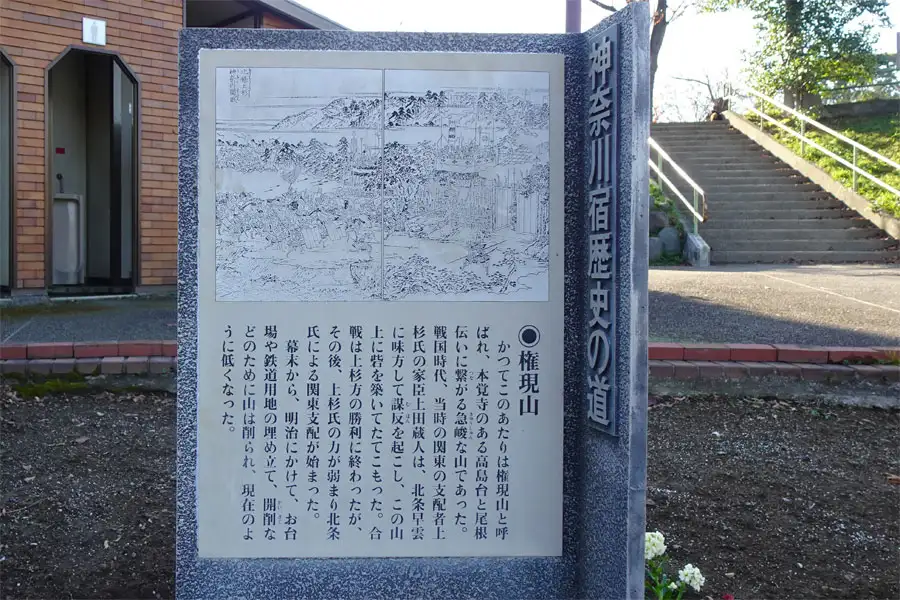 神奈川宿歴史の道
神奈川の関戦
◉権現山
かつてこのあたりは権現山と呼
ばれ、本覚寺のある高島台と尾根
伝いに繋がる急峻な山であった。
戦国時代、当時の関東の支配者上
杉氏の家臣上田蔵人は、北条早雲
に味方して謀反を起こし、この山
上に砦を築いてたてこもった。合
戦は上杉方の勝利に終わったが、
その後、上杉氏の力が弱まり北条
氏による関東支配が始まった。
幕末から、明治にかけて、お台
場や鉄道用地の埋め立て、開削な
どのために山は削られ、現在のよ
うに低くなった。